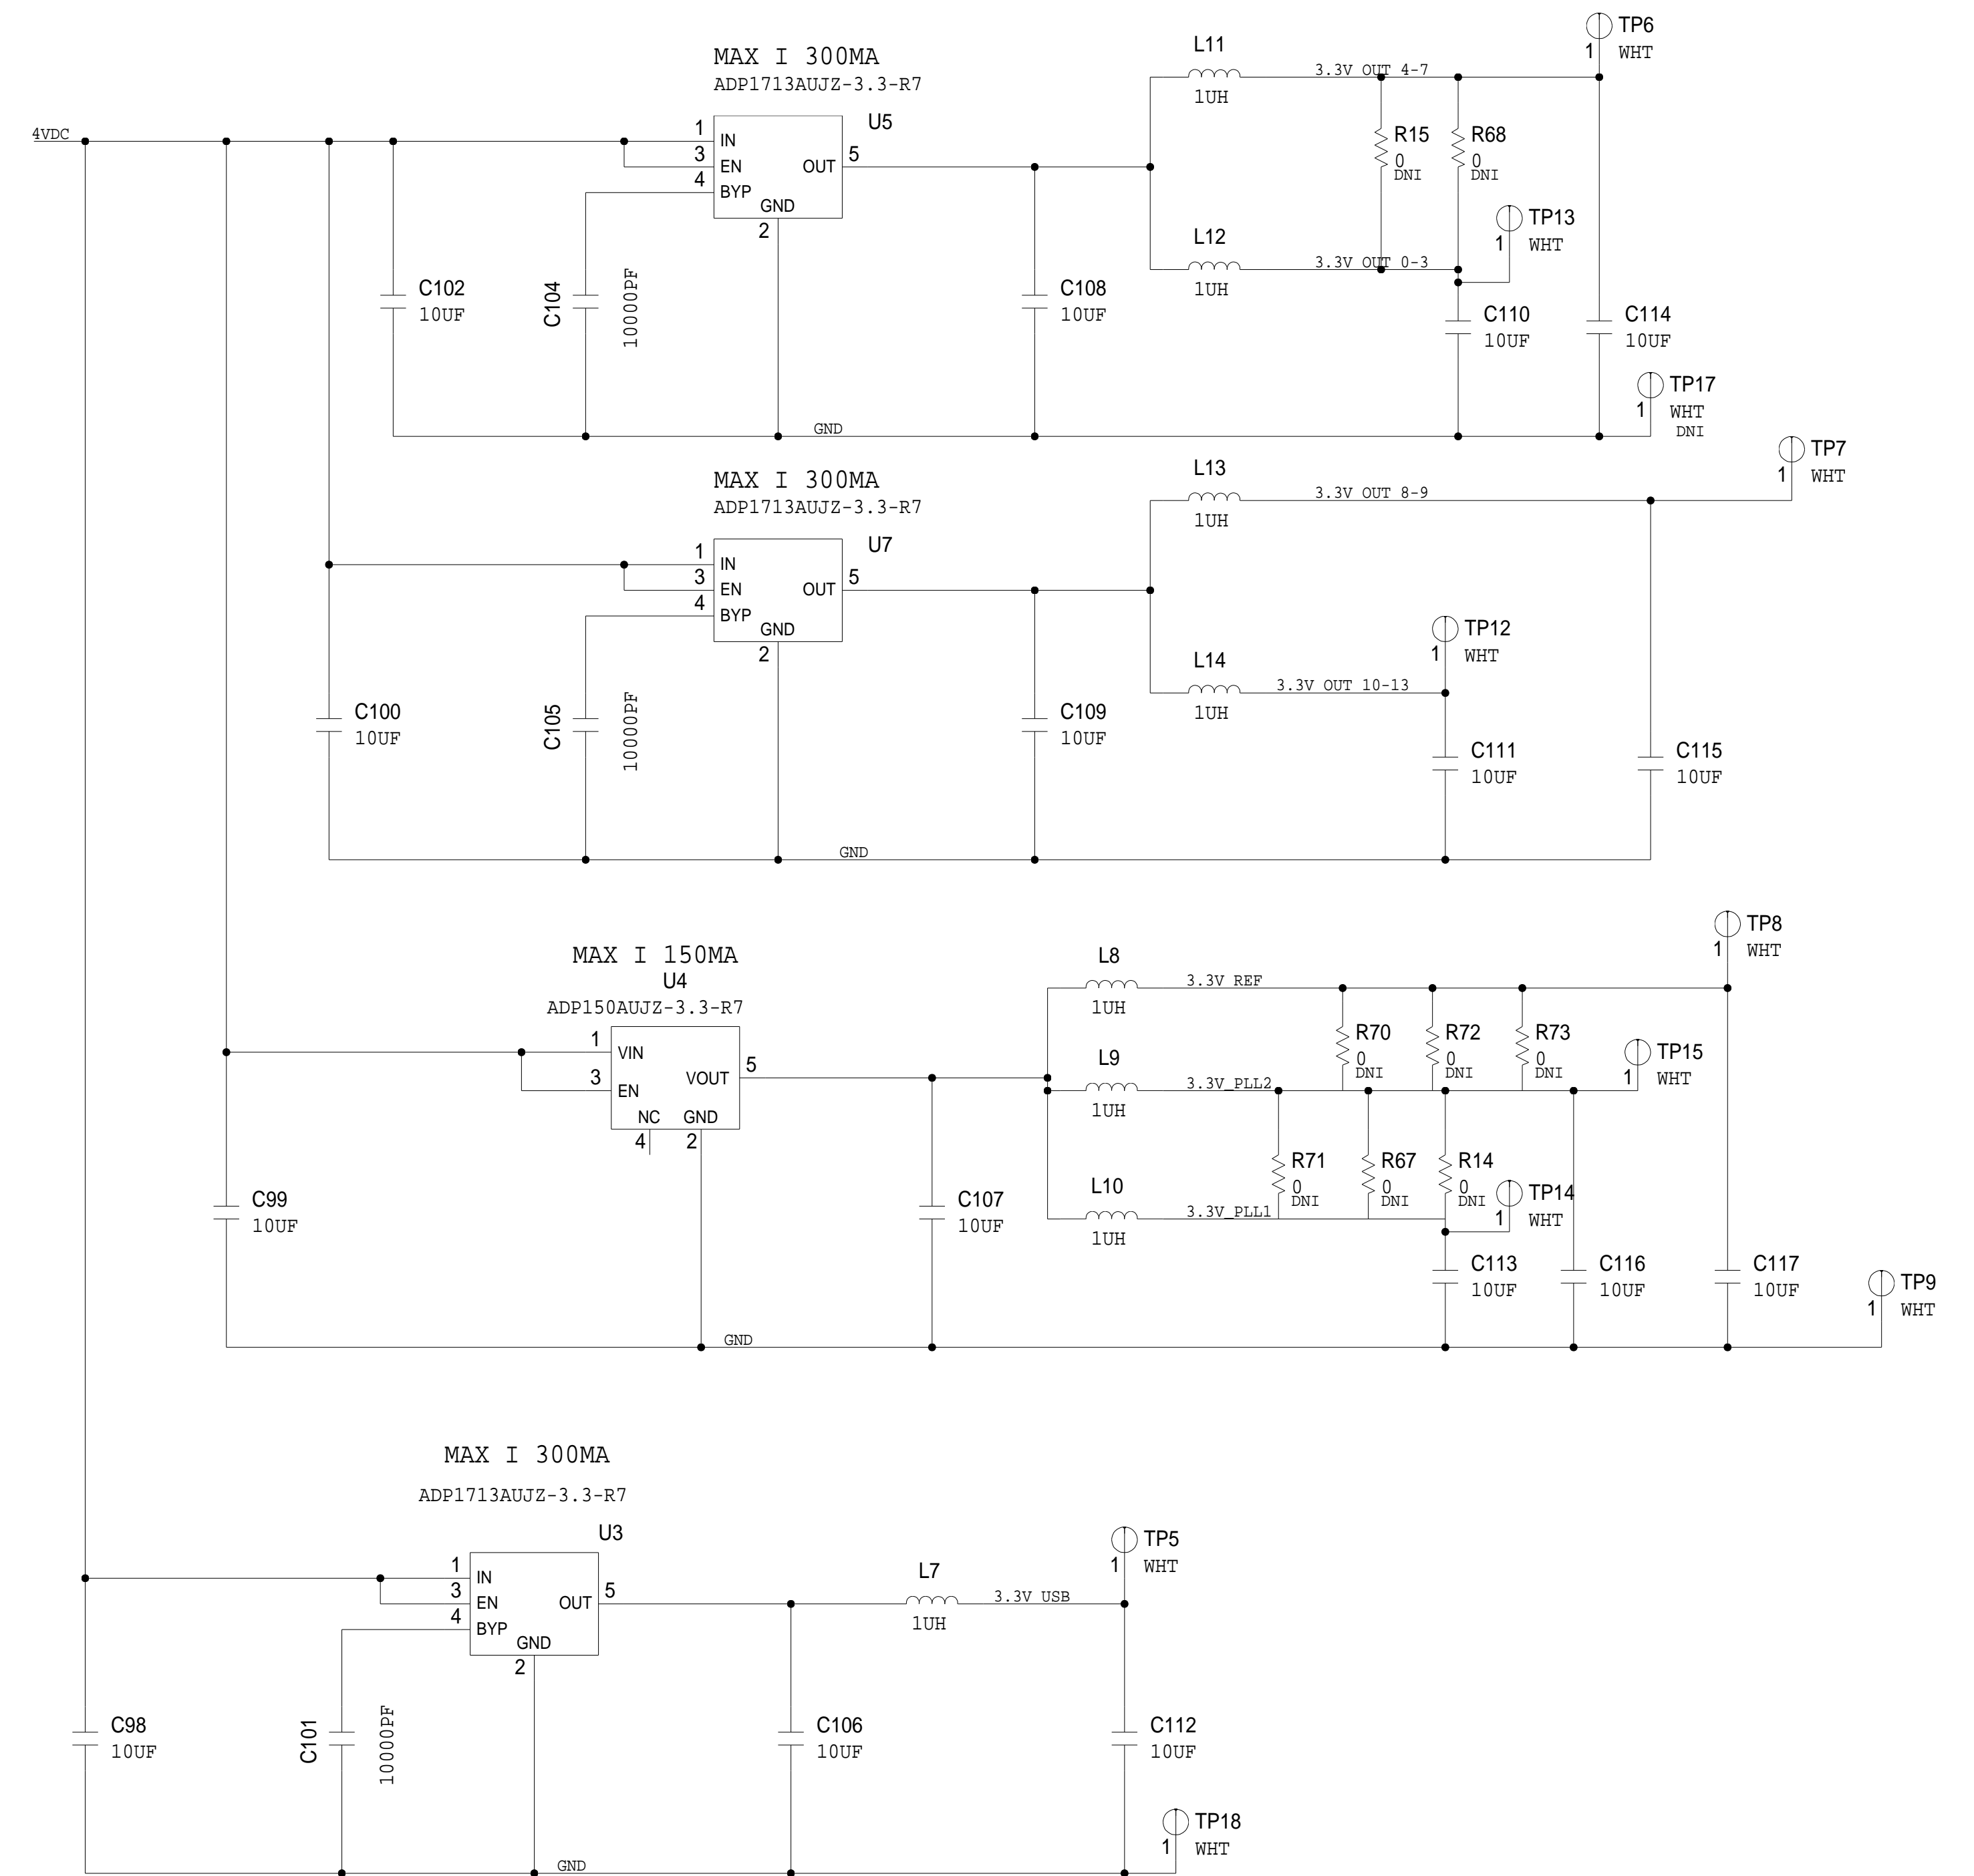 4VDC
MAX I 300MA
ADP1713AUJZ-3.3-R7
U5
1
IN
3
EN
4
BYP
OUT
5
GND
2
C102
10UF
C104
10000PF
C108
10UF
L11
1UH
3.3V OUT 4-7
L12
1UH
3.3V OUT 0-3
R15
0
DNI
R68
0
DNI
TP6
1
WHT
TP13
1
WHT
C110
10UF
C114
10UF
TP17
1
WHT
DNI
GND
MAX I 300MA
ADP1713AUJZ-3.3-R7
U7
1
IN
3
EN
4
BYP
OUT
5
GND
2
C100
10UF
C105
10000PF
C109
10UF
L13
1UH
3.3V OUT 8-9
L14
1UH
3.3V OUT 10-13
TP7
1
WHT
TP12
1
WHT
C111
10UF
C115
10UF
GND
MAX I 150MA
U4
ADP150AUJZ-3.3-R7
1
VIN
3
EN
VOUT
5
NC
GND
4
2
C99
10UF
C107
10UF
L8
1UH
3.3V REF
L9
1UH
3.3V_PLL2
L10
1UH
3.3V_PLL1
R70
0
DNI
R72
0
DNI
R73
0
DNI
R71
0
DNI
R67
0
DNI
R14
0
DNI
TP8
1
WHT
TP15
1
WHT
TP14
1
WHT
C113
10UF
C116
10UF
C117
10UF
TP9
1
WHT
GND
MAX I 300MA
ADP1713AUJZ-3.3-R7
U3
1
IN
3
EN
4
BYP
OUT
5
GND
2
C98
10UF
C101
10000PF
C106
10UF
L7
1UH
3.3V USB
TP5
1
WHT
C112
10UF
TP18
1
WHT
GND